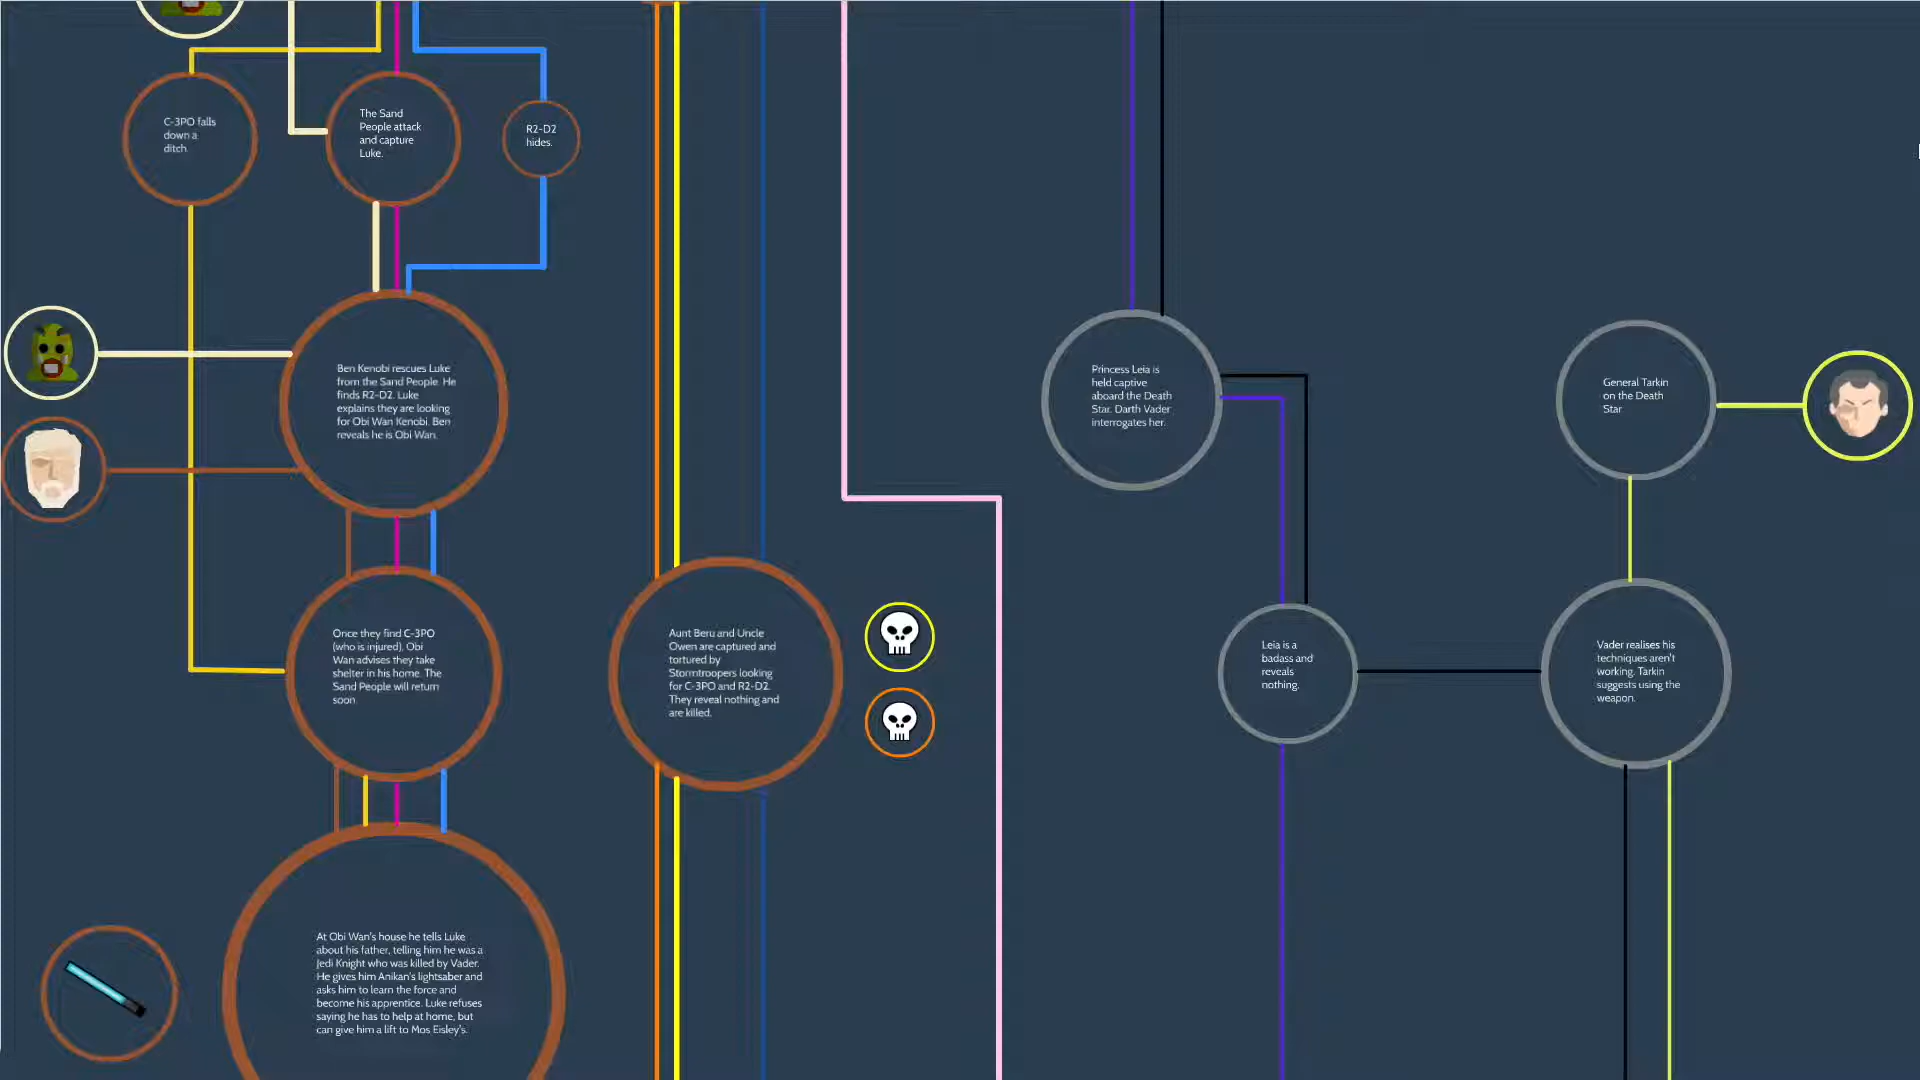 C-3PO falls
down a
ditch.
The Sand
People attack
and capture
Luke.
R2-D2
hides.
Ben Kenobi rescues Luke
from the Sand People. He
finds R2-D2. Luke
explains they are looking
for Obi Wan Kenobi. Ben
reveals he is Obi Wan.
Princess Leia is
held captive
aboard the Death
Star. Darth Vader
interrogates her.
General Tarkin
on the Death
Star
Once they find C-3PO
(who is injured), Obi
Wan advises they take
shelter in his home. The
Sand People will return
soon
Aunt Beru and Uncle
Owen are captured and
tortured by
Stormtroopers looking
for C-3PO and R2-D2.
They reveal nothing and
are killed.
Leia is a
badass and
reveals
nothing.
Vader realises his
techniques aren't
working. Tarkin
suggests using the
weapon.
At Obi Wan's house he tells Luke
about his father, telling him he was a
Jedi Knight who was killed by Vader.
He gives him Anikan's lightsaber and
asks him to learn the force and
become his apprentice. Luke refuses
saying he has to help at home, but
can give him a lift to Mos Eisley's.